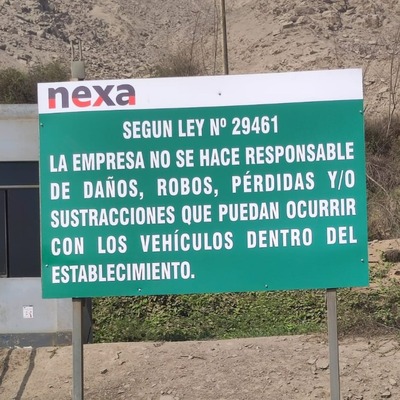 nexa
SEGUN LEY Nº 29461
LA EMPRESA NO SE HACE RESPONSABLE
DE DAÑOS, ROBOS, PÉRDIDAS Y/O
SUSTRACCIONES QUE PUEDAN OCURRIR
CON LOS VEHÍCULOS DENTRO DEL
ESTABLECIMIENTO.